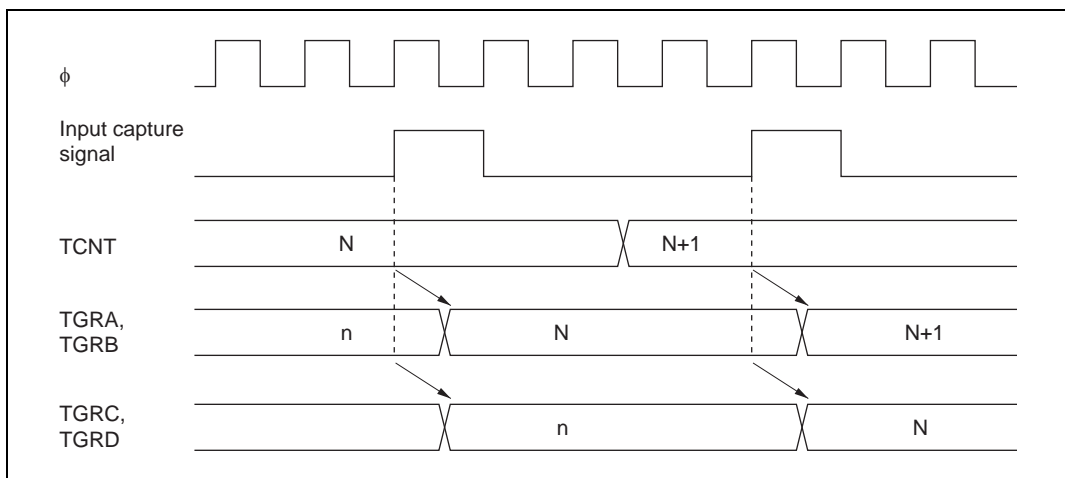 ϕ
Input capture
signal
TCNT
N
N+1
TGRA,
TGRB
n
N
N+1
TGRC,
TGRD
n
N